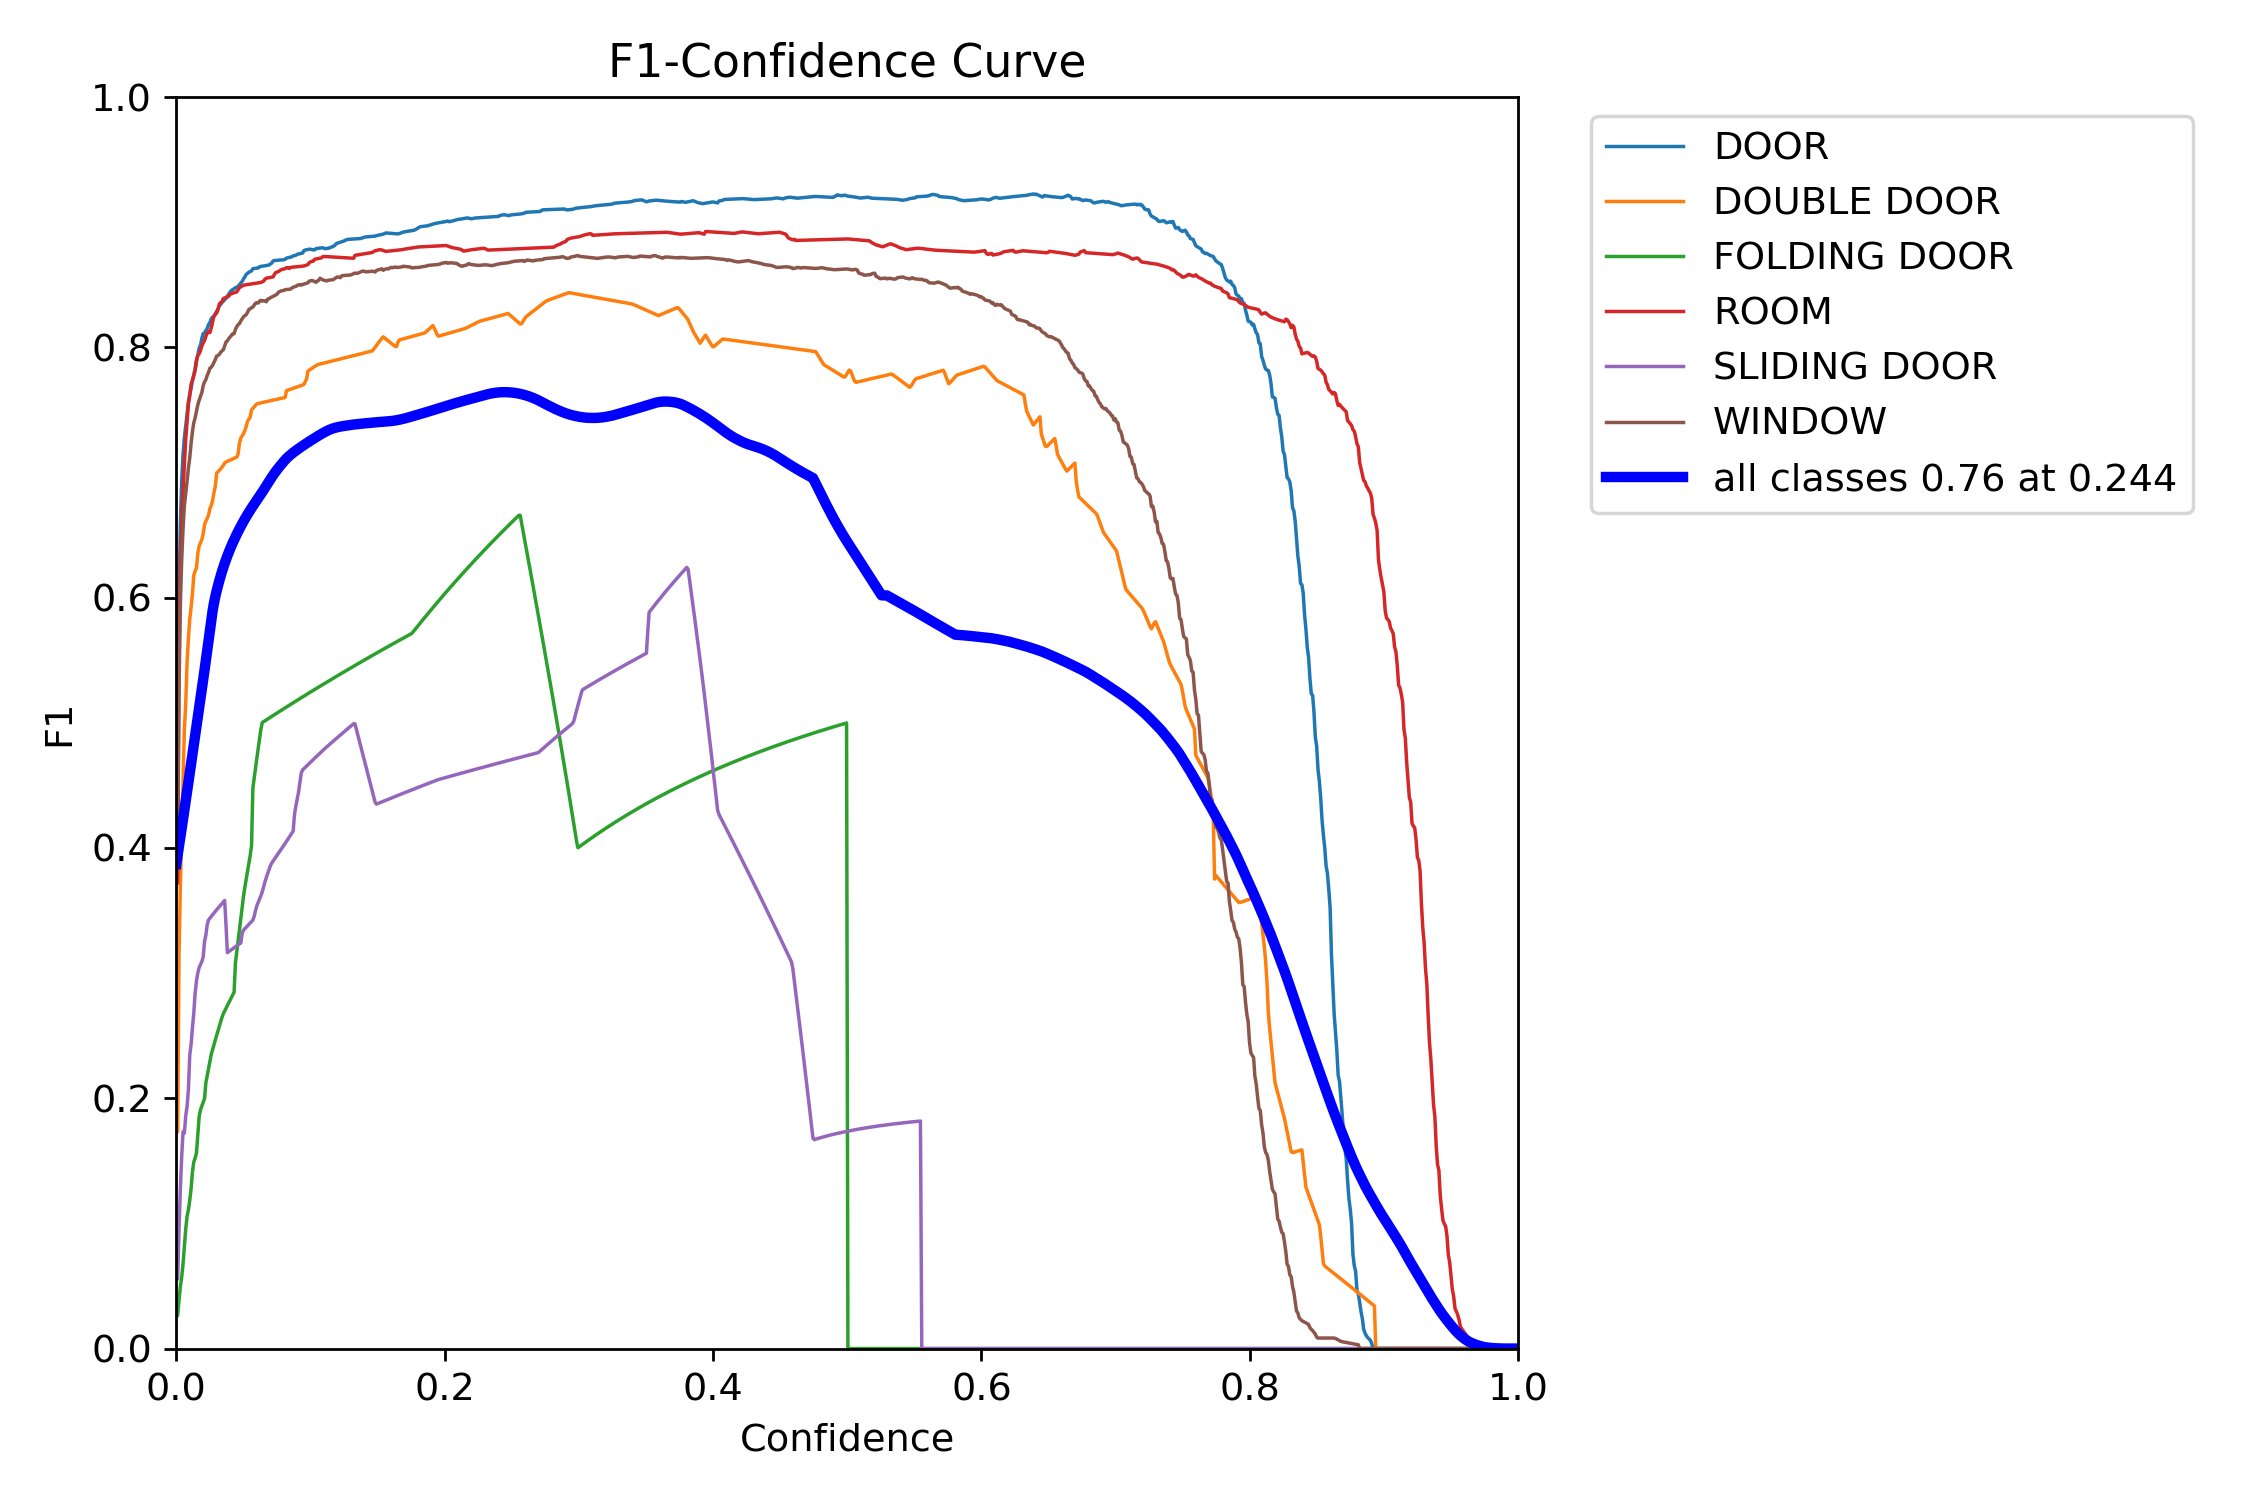 F1-Confidence Curve
1.0
0.8
0.6
0.4
0.2
0.0
F1
0.0 0.2 0.4 0.6 0.8 1.0
Confidence
DOOR
DOUBLE DOOR
FOLDING DOOR
ROOM
SLIDING DOOR
WINDOW
all classes 0.76 at 0.244